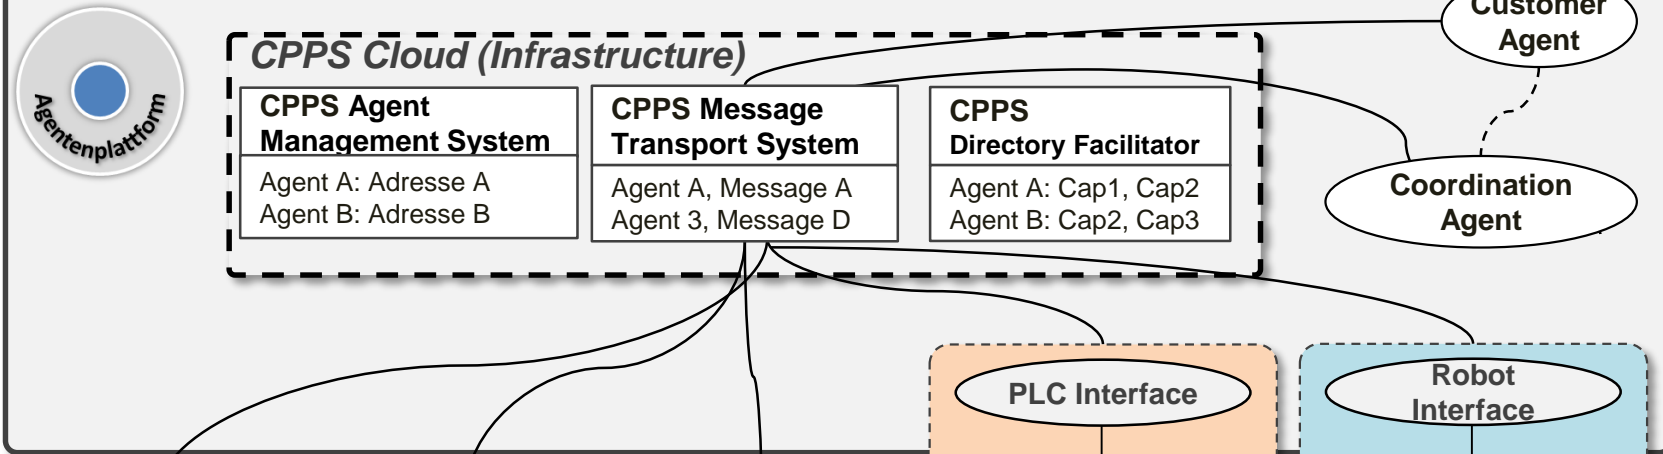 Customer
Agent
CPPS Cloud (Infrastructure)
Agentenplattform
CPPS Agent
Management System
Agent A: Adresse A
Agent B: Adresse B
CPPS Message
Transport System
Agent A, Message A
Agent 3, Message D
CPPS
Directory Facilitator
Agent A: Cap1, Cap2
Agent B: Cap2, Cap3
Coordination
Agent
PLC Interface
Robot
Interface